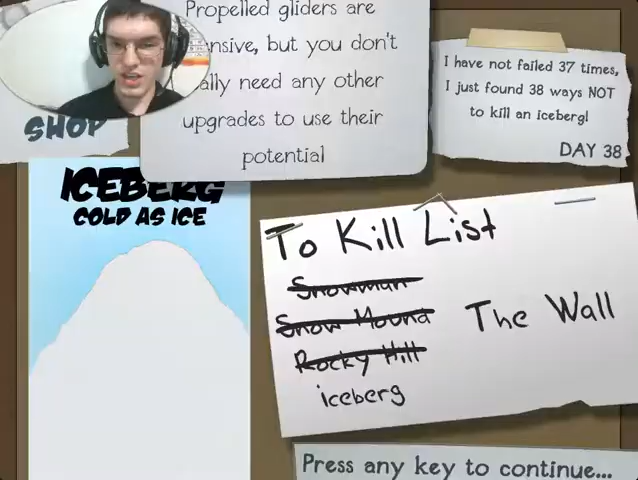 Propelled gliders are
, but you don't
need any other
upgrades to use their
potential
I have not failed 37 times,
I just found 38 ways NOT
to kill an iceberg!
DAY 38
SHOP
ICEBERG
COLD AS ICE
To Kill List
Snowman
Snow Mound
The Wall
Rocky Hill
iceberg
Press any key to continue...